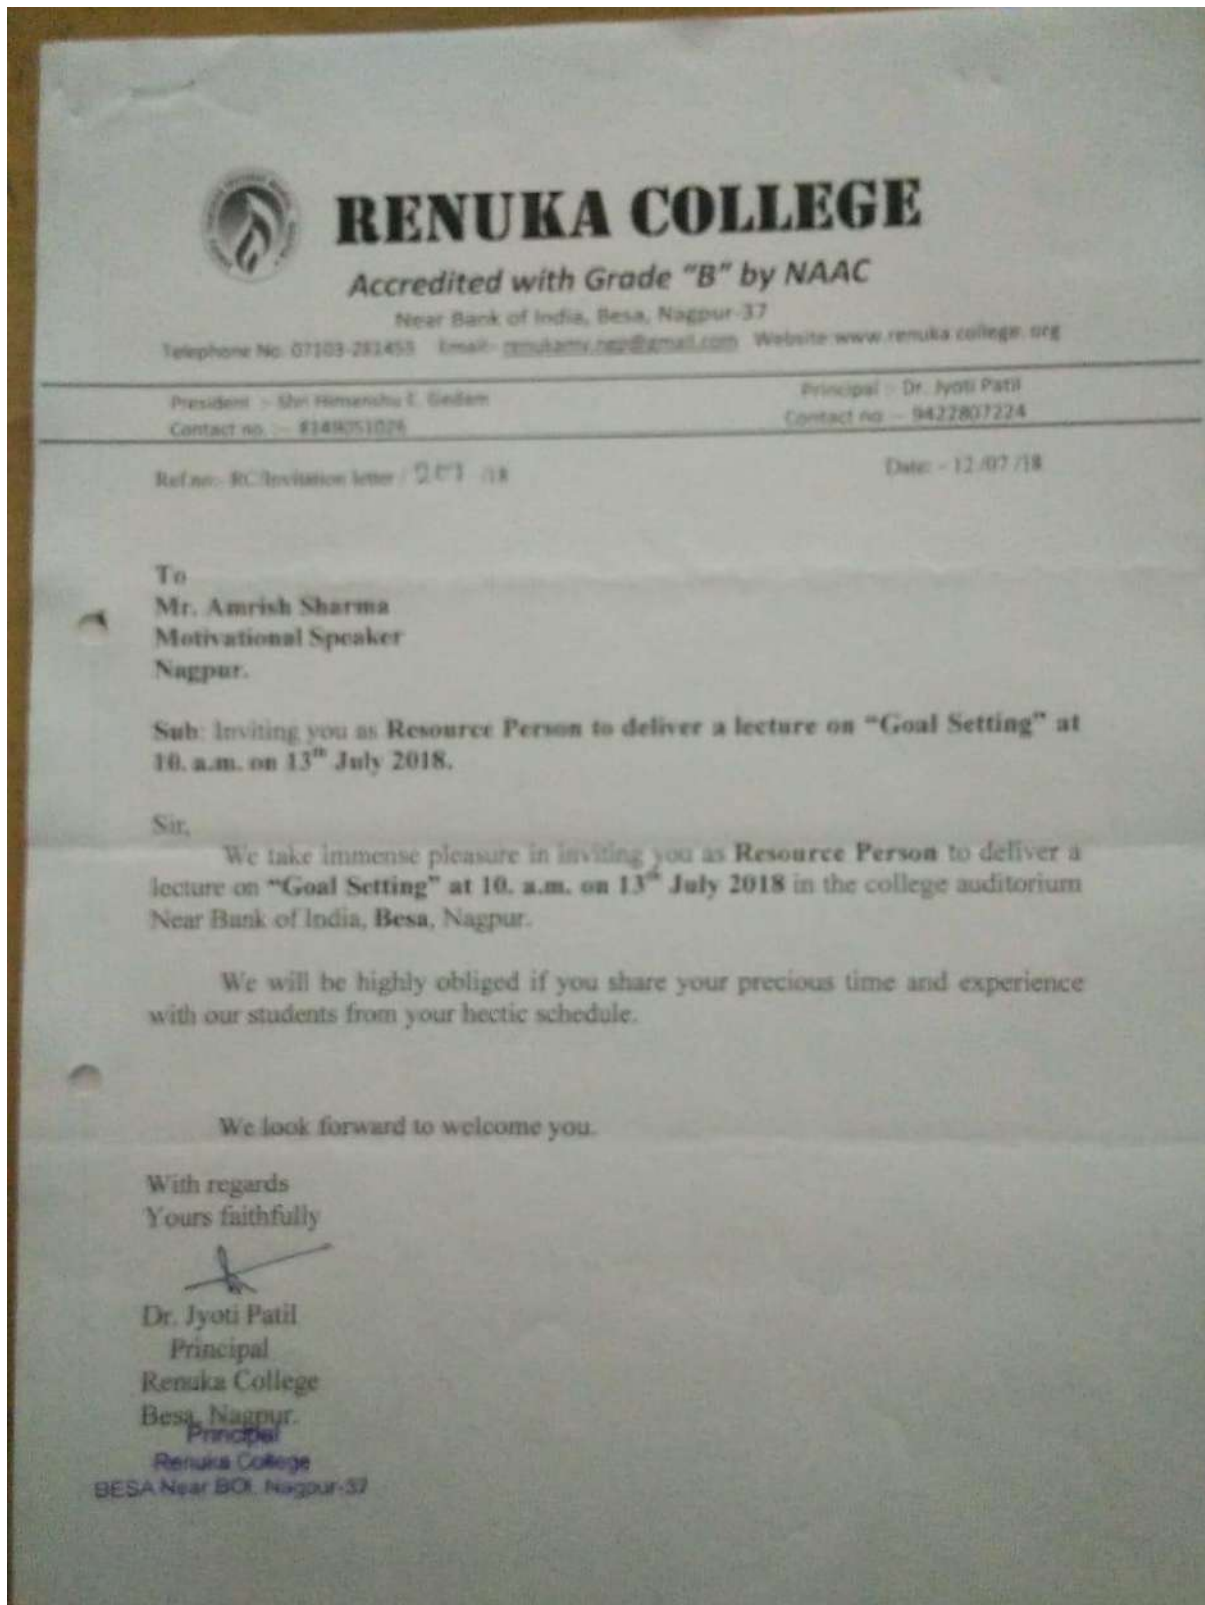 RENUKA COLLEGE
Accredited with Grade "B" by NAAC
Near Bank of India, Besa, Nagpur-37
Telephone No: 07103-281455 Email:- renukamv.ngp@gmail.com Website:www.renuka college. org
President :- Shri Himanshu
Contact no. :- 8149051026
Principal :- Dr. Jyoti Patil
Contact no :- 9422807224
Ref.no:- RC/Invitation letter / /18
Date: - 12 /07 /18
To
Mr. Amrish Sharma
Motivational Speaker
Nagpur.
Sub: Inviting you as Resource Person to deliver a lecture on "Goal Setting" at
10. a.m. on 13th July 2018.
Sir,
We take immense pleasure in inviting you as Resource Person to deliver a
lecture on "Goal Setting" at 10. a.m. on 13th July 2018 in the college auditorium
Near Bank of India, Besa, Nagpur.
We will be highly obliged if you share your precious time and experience
with our students from your hectic schedule.
We look forward to welcome you.
With regards
Yours faithfully
Dr. Jyoti Patil
Principal
Renuka College
Besa, Nagpur.
Principal
Renuka College
BESA Near BOI, Nagpur-37